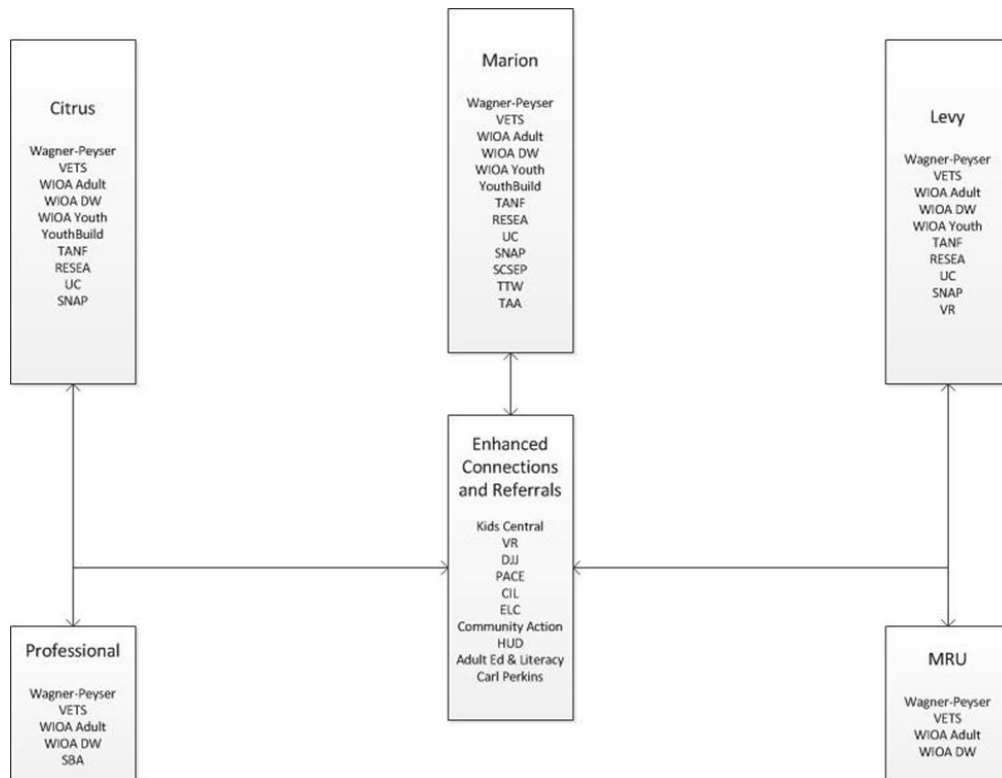 Citrus
Wagner-Peyser
VETS
WIOA Adult
WIOA DW
WIOA Youth
YouthBuild
TANF
RESEA
UC
SNAP
Marion
Wagner-Peyser
VETS
WIOA Adult
WIOA DW
WIOA Youth
YouthBuild
TANF
RESEA
UC
SNAP
SCSEP
TTW
TAA
Levy
Wagner-Peyser
VETS
WIOA Adult
WIOA DW
WIOA Youth
TANF
RESEA
UC
SNAP
VR
Enhanced
Connections
and Referrals
Kids Central
VR
DJJ
PACE
CIL
ELC
Community Action
HUD
Adult Ed & Literacy
Carl Perkins
Professional
Wagner-Peyser
VETS
WIOA Adult
WIOA DW
SBA
MRU
Wagner-Peyser
VETS
WIOA Adult
WIOA DW